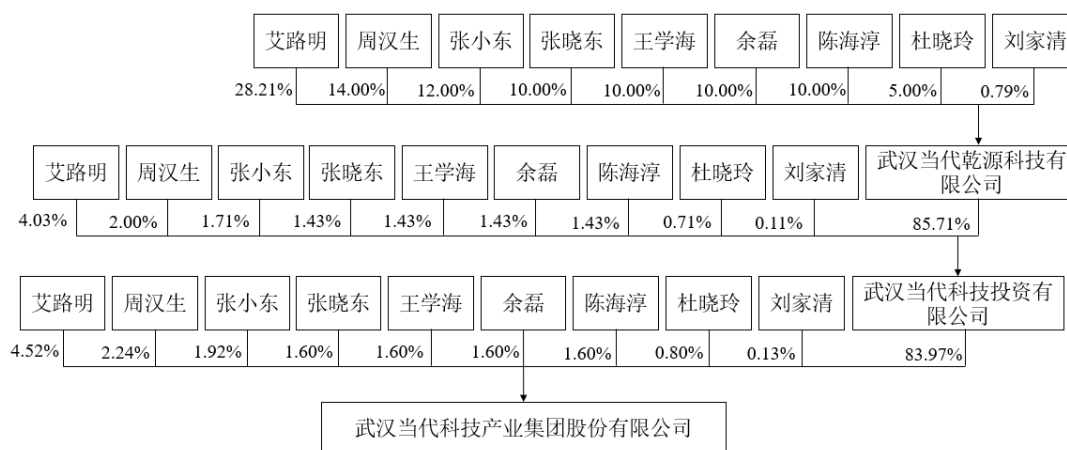 艾路明 周汉生 张小东 张晓东 王学海 余磊 陈海淳 杜晓玲 刘家清
28.21% 14.00% 12.00% 10.00% 10.00% 10.00% 10.00% 5.00% 0.79%
艾路明 周汉生 张小东 张晓东 王学海 余磊 陈海淳 杜晓玲 刘家清 武汉当代乾源科技有
限公司
4.03% 2.00% 1.71% 1.43% 1.43% 1.43% 1.43% 0.71% 0.11% 85.71%
艾路明 周汉生 张小东 张晓东 王学海 余磊 陈海淳 杜晓玲 刘家清 武汉当代科技投资有
限公司
4.52% 2.24% 1.92% 1.60% 1.60% 1.60% 1.60% 0.80% 0.13% 83.97%
武汉当代科技产业集团股份有限公司